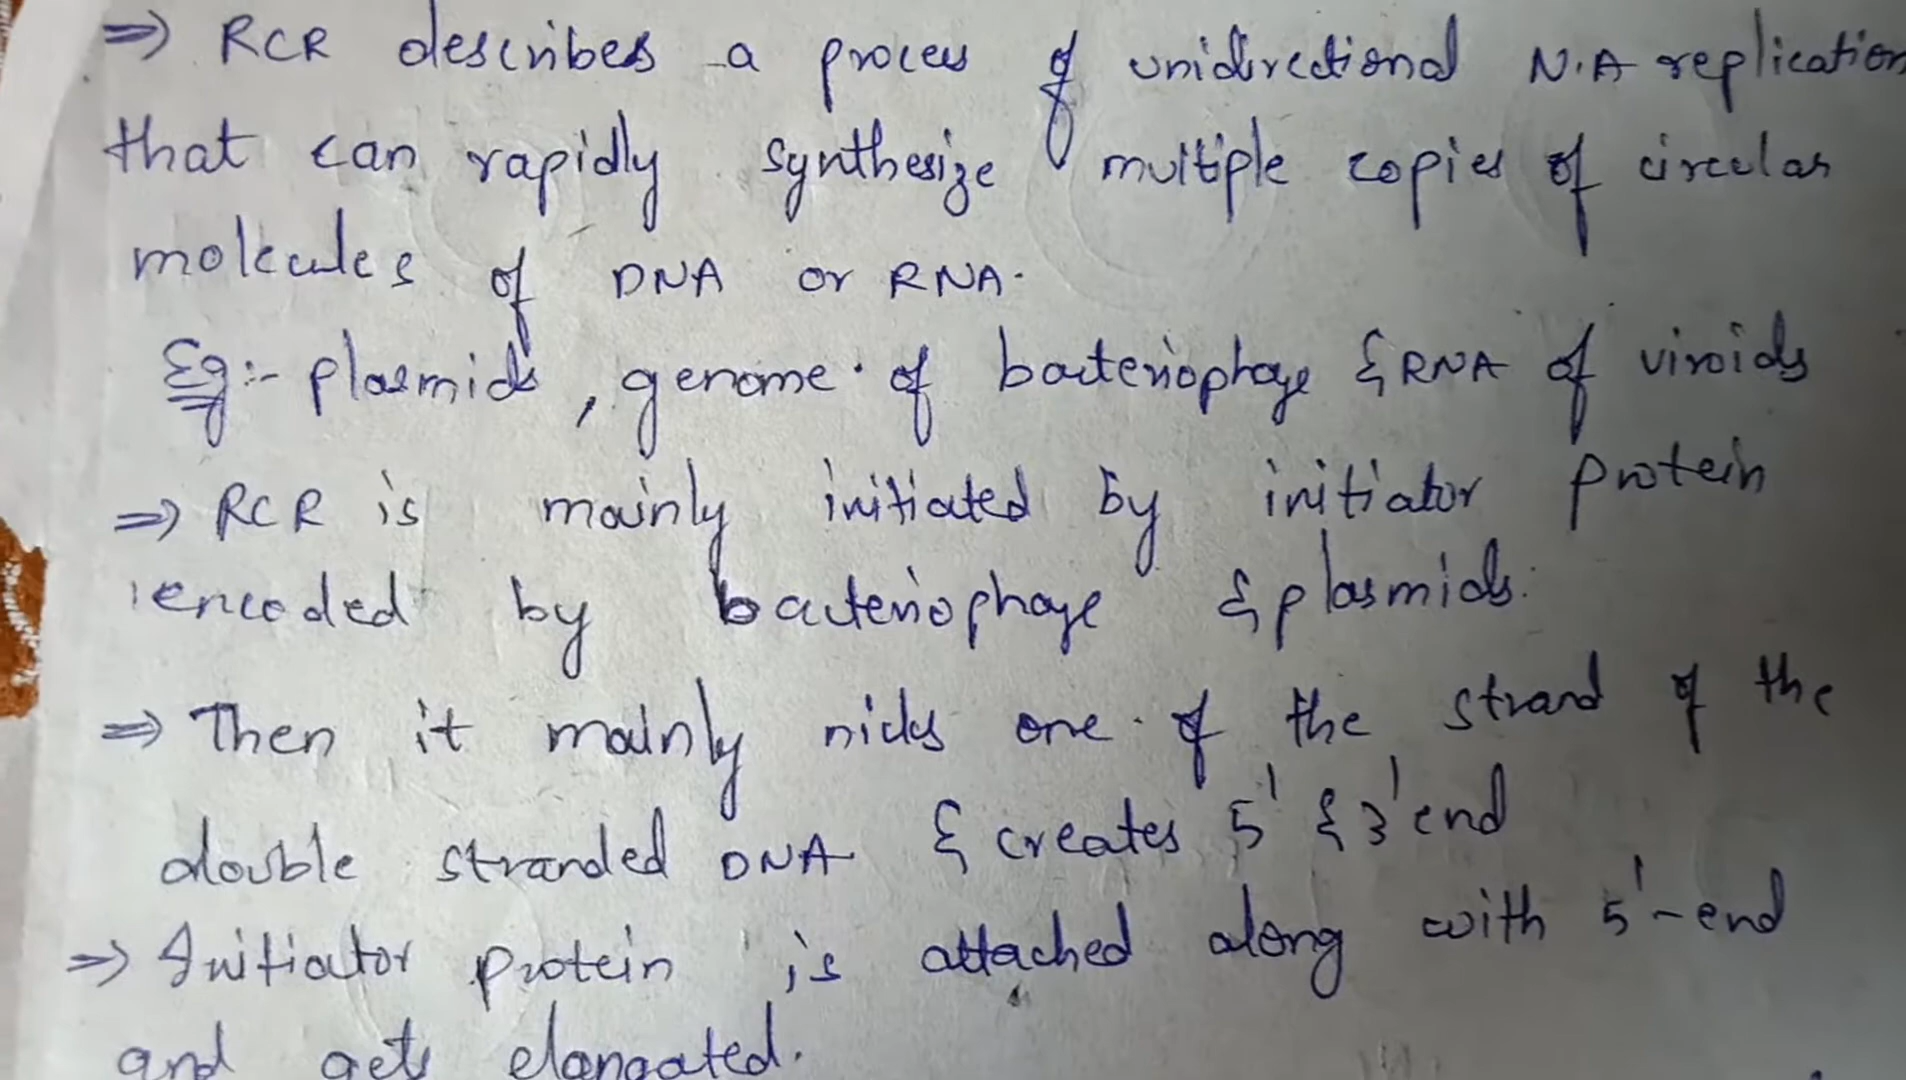 ⇒ RCR describes a process of unidirectional N.A replication
that can rapidly synthesize multiple copies of circular
molecules of DNA or RNA.
Eg:- plasmids, genome of bacteriophage & RNA of viroids
⇒ RCR is mainly initiated by initiator protein
encoded by bacteriophage & plasmids.
⇒ Then it mainly nicks one of the strand of the
double stranded DNA & creates 5' & 3' end
⇒ Initiator protein is attached along with 5'-end
and gets elongated.